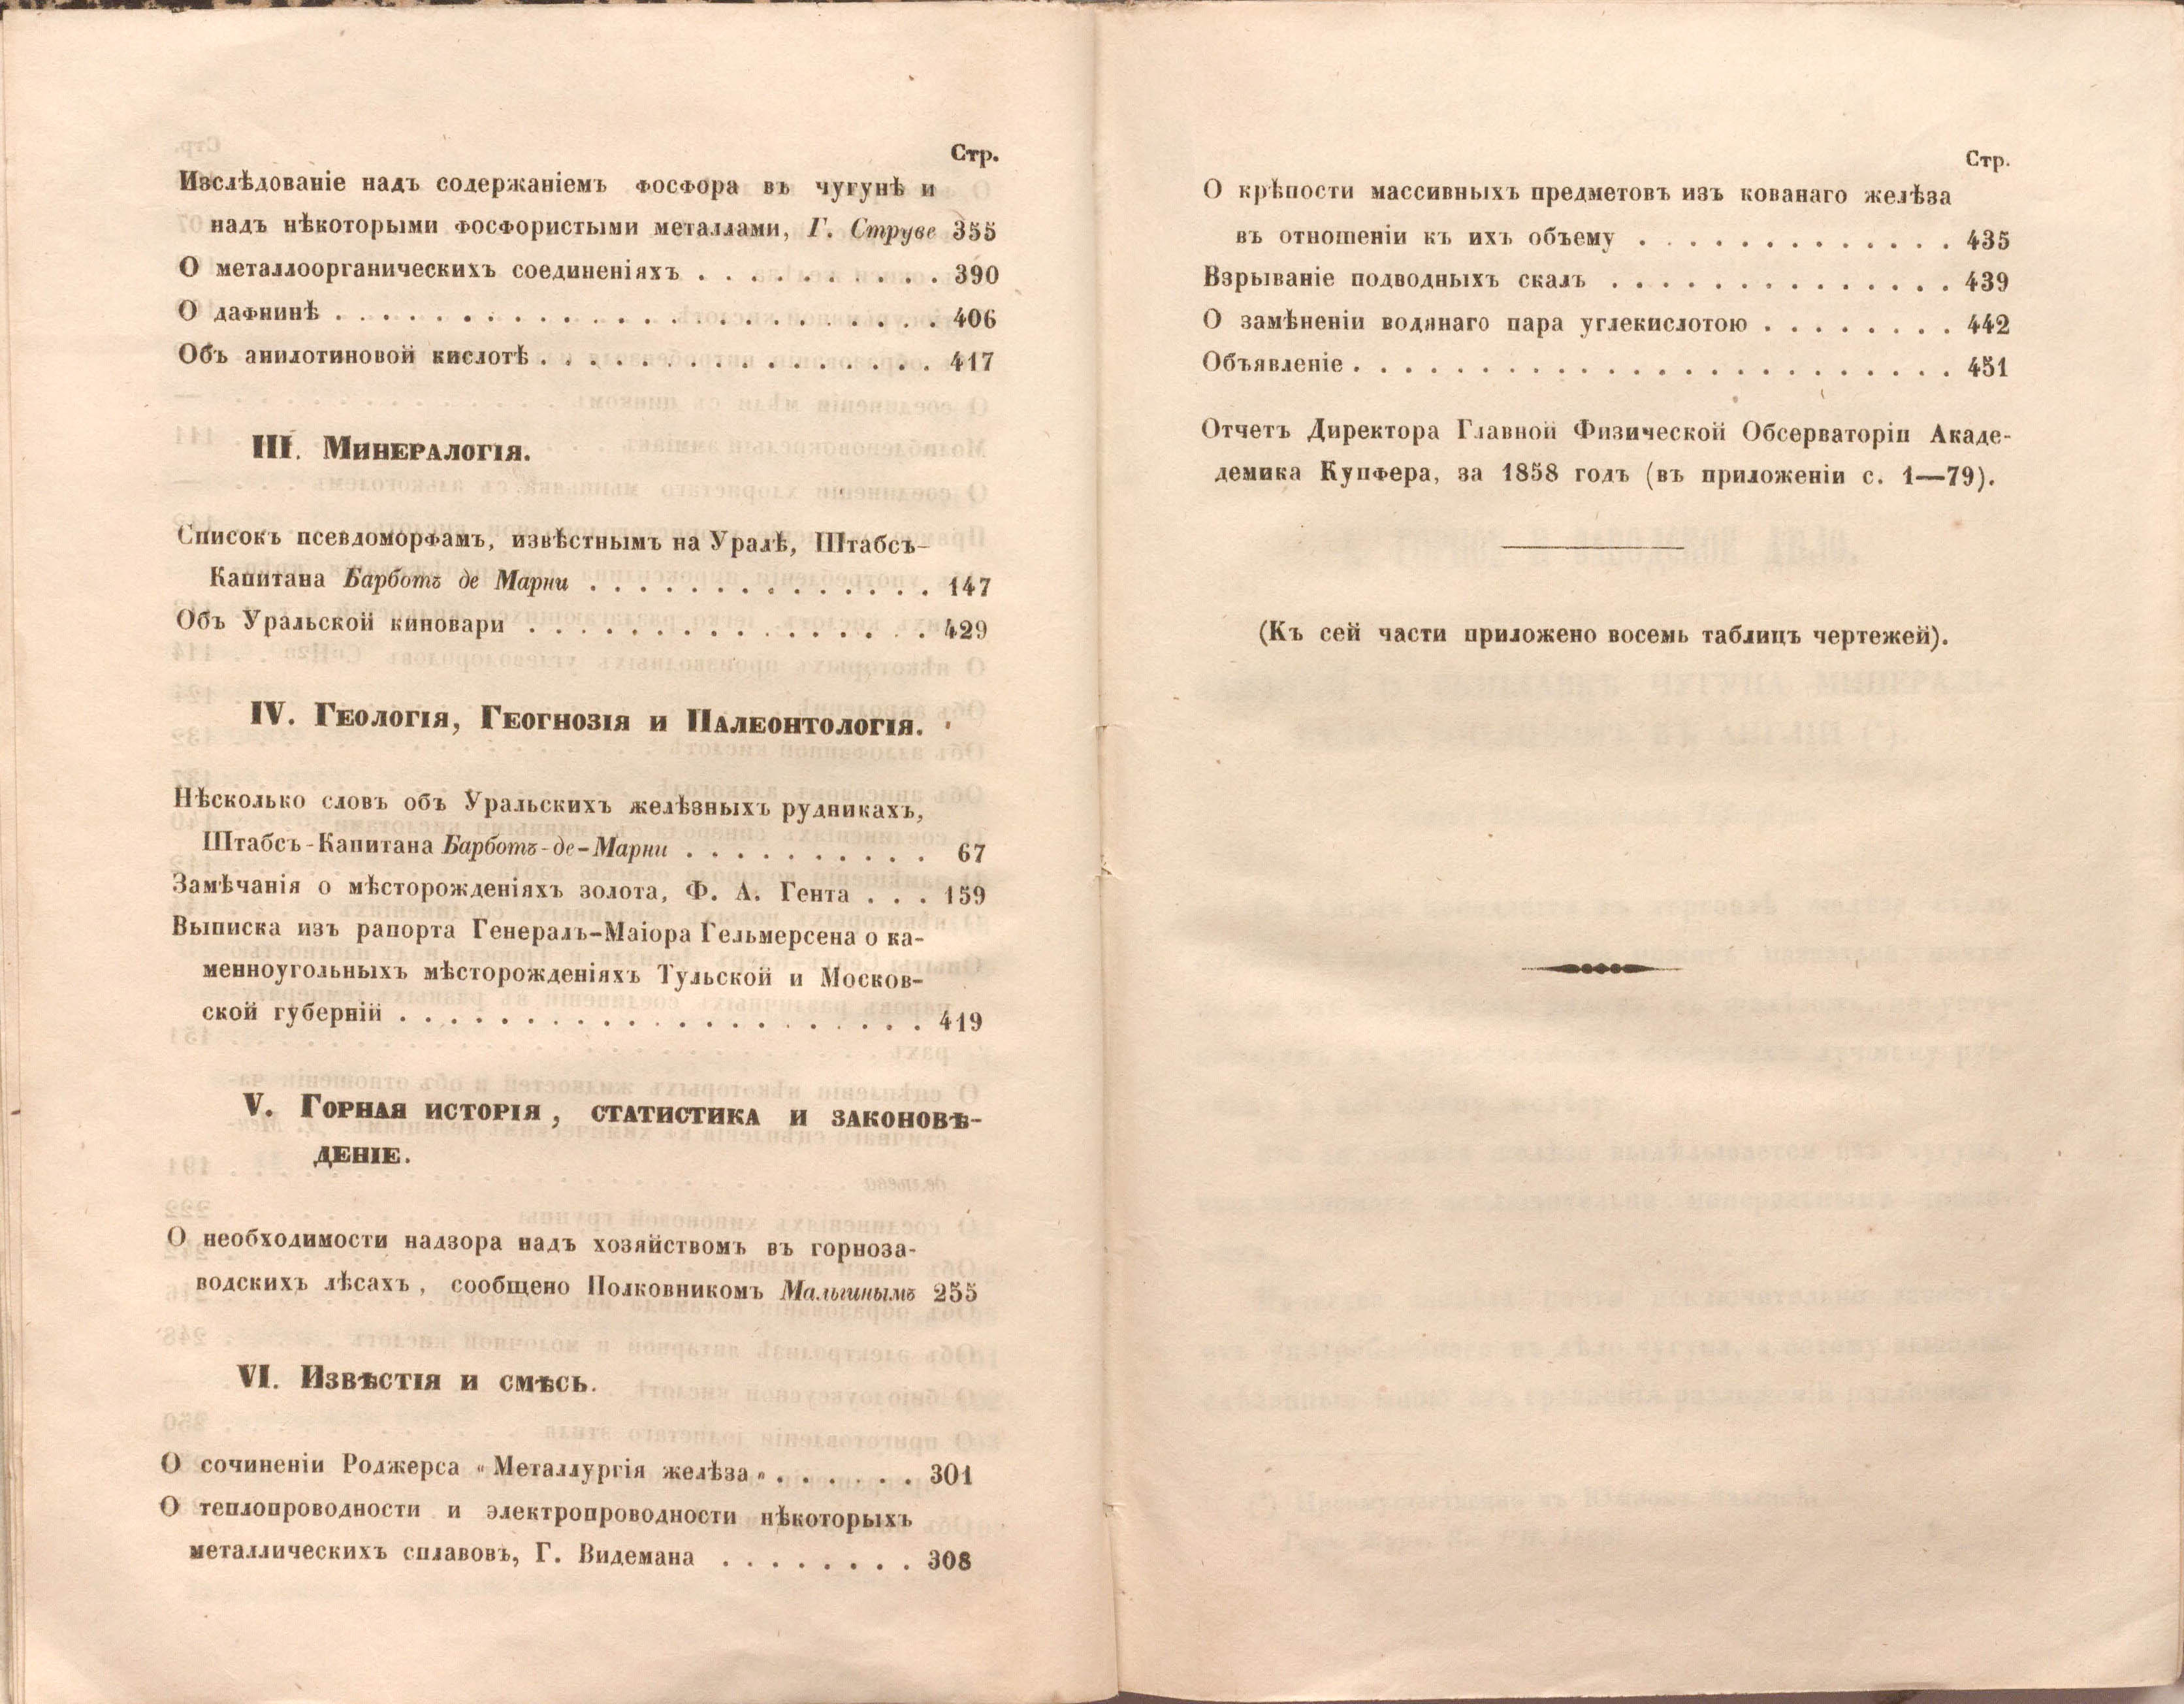 Стр.
Изслѣдованіе надъ содержаніемъ фосфора въ чугунѣ и
надъ нѣкоторыми фосфористыми металлами, Г. Струве 355
О металлоорганическихъ соединеніяхъ . . . . . . . . . . 390
О дафнинѣ . . . . . . . . . . . . . . . . . . . . . . . . . 406
Объ анилотиновой кислотѣ . . . . . . . . . . . . . . . . 417
III. Минералогія.
Списокъ псевдоморфамъ, извѣстнымъ на Уралѣ, Штабсъ-
Капитана Барботъ де Марни . . . . . . . . . . . . . . 147
Объ Уральской киновари . . . . . . . . . . . . . . . . . 429
IV. Геологія, Геогнозія и Палеонтологія.
Нѣсколько словъ объ Уральскихъ желѣзныхъ рудникахъ,
Штабсъ-Капитана Барботъ-де-Марни . . . . . . . . . . 67
Замѣчанія о мѣсторожденіяхъ золота, Ф. А. Гента . . . 159
Выписка изъ рапорта Генералъ-Маіора Гельмерсена о ка-
менноугольныхъ мѣсторожденіяхъ Тульской и Москов-
ской губерній . . . . . . . . . . . . . . . . . . . . . . 419
V. Горная исторія, статистика и законовѣ-
деніе.
О необходимости надзора надъ хозяйствомъ въ горноза-
водскихъ лѣсахъ, сообщено Полковникомъ Малыгинымъ 255
VI. Извѣстія и смѣсь.
О сочиненіи Роджерса «Металлургія желѣза» . . . . . . 301
О теплопроводности и электропроводности нѣкоторыхъ
металлическихъ сплавовъ, Г. Видемана . . . . . . . . 308
Стр.
О крѣпости массивныхъ предметовъ изъ кованаго желѣза
въ отношеніи къ ихъ объему . . . . . . . . . . . . . 435
Взрываніе подводныхъ скалъ . . . . . . . . . . . . . . 439
О замѣненіи водянаго пара углекислотою . . . . . . . . 442
Объявленіе . . . . . . . . . . . . . . . . . . . . . . . . 451
Отчетъ Директора Главной Физической Обсерваторіи Акаде-
демика Купфера, за 1858 годъ (въ приложеніи с. 1—79).
(Къ сей части приложено восемь таблицъ чертежей).